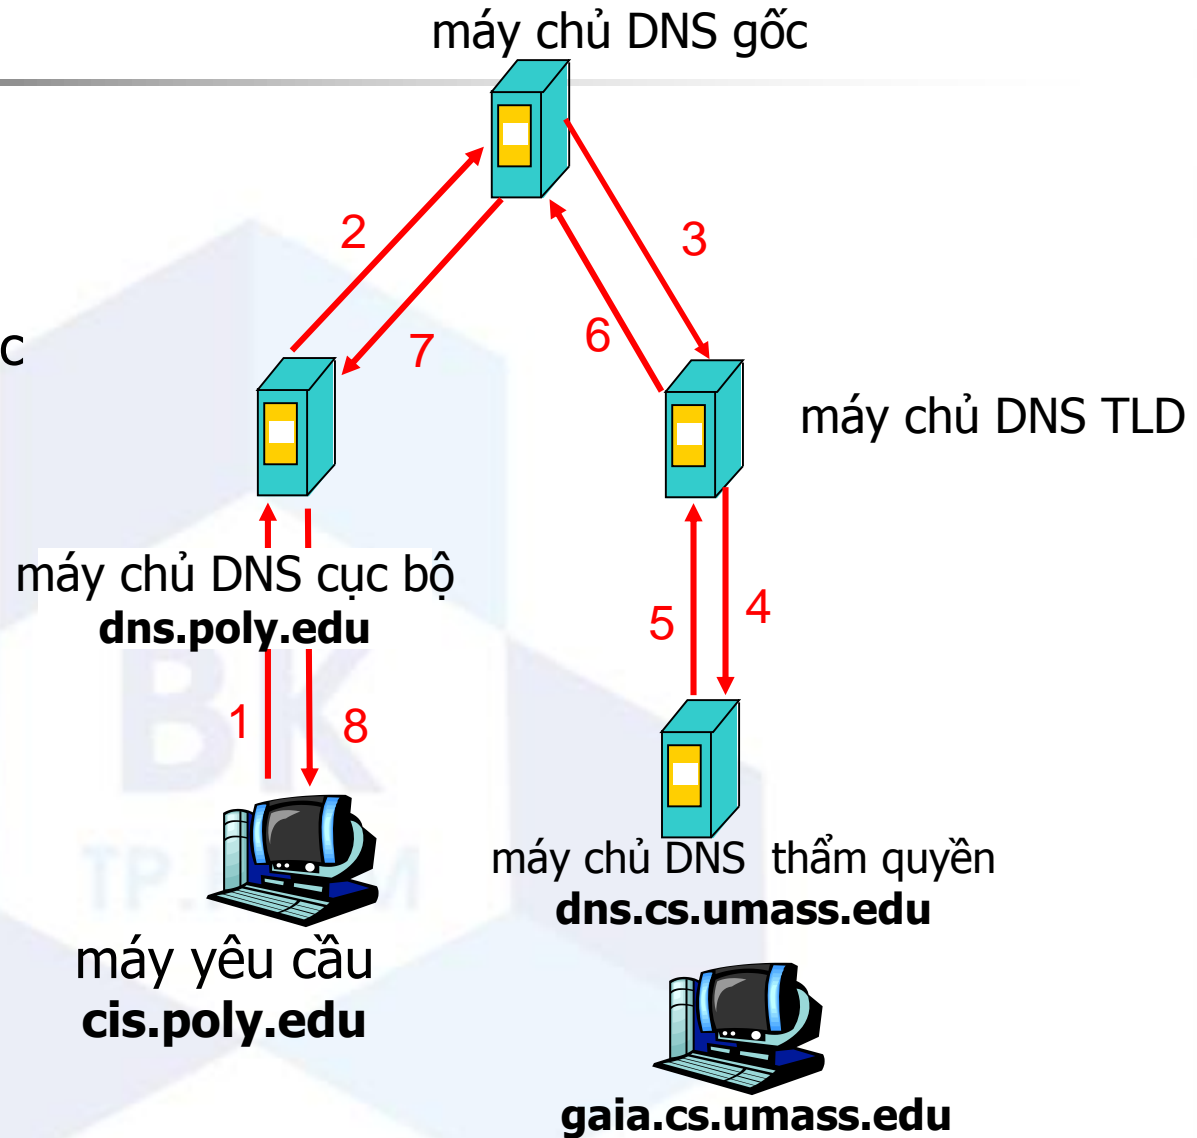 máy chủ DNS gốc
2
3
c
7
6
máy chủ DNS TLD
máy chủ DNS cục bộ
dns.poly.edu
5
4
1
8
máy chủ DNS thẩm quyền
dns.cs.umass.edu
máy yêu cầu
cis.poly.edu
gaia.cs.umass.edu
BK